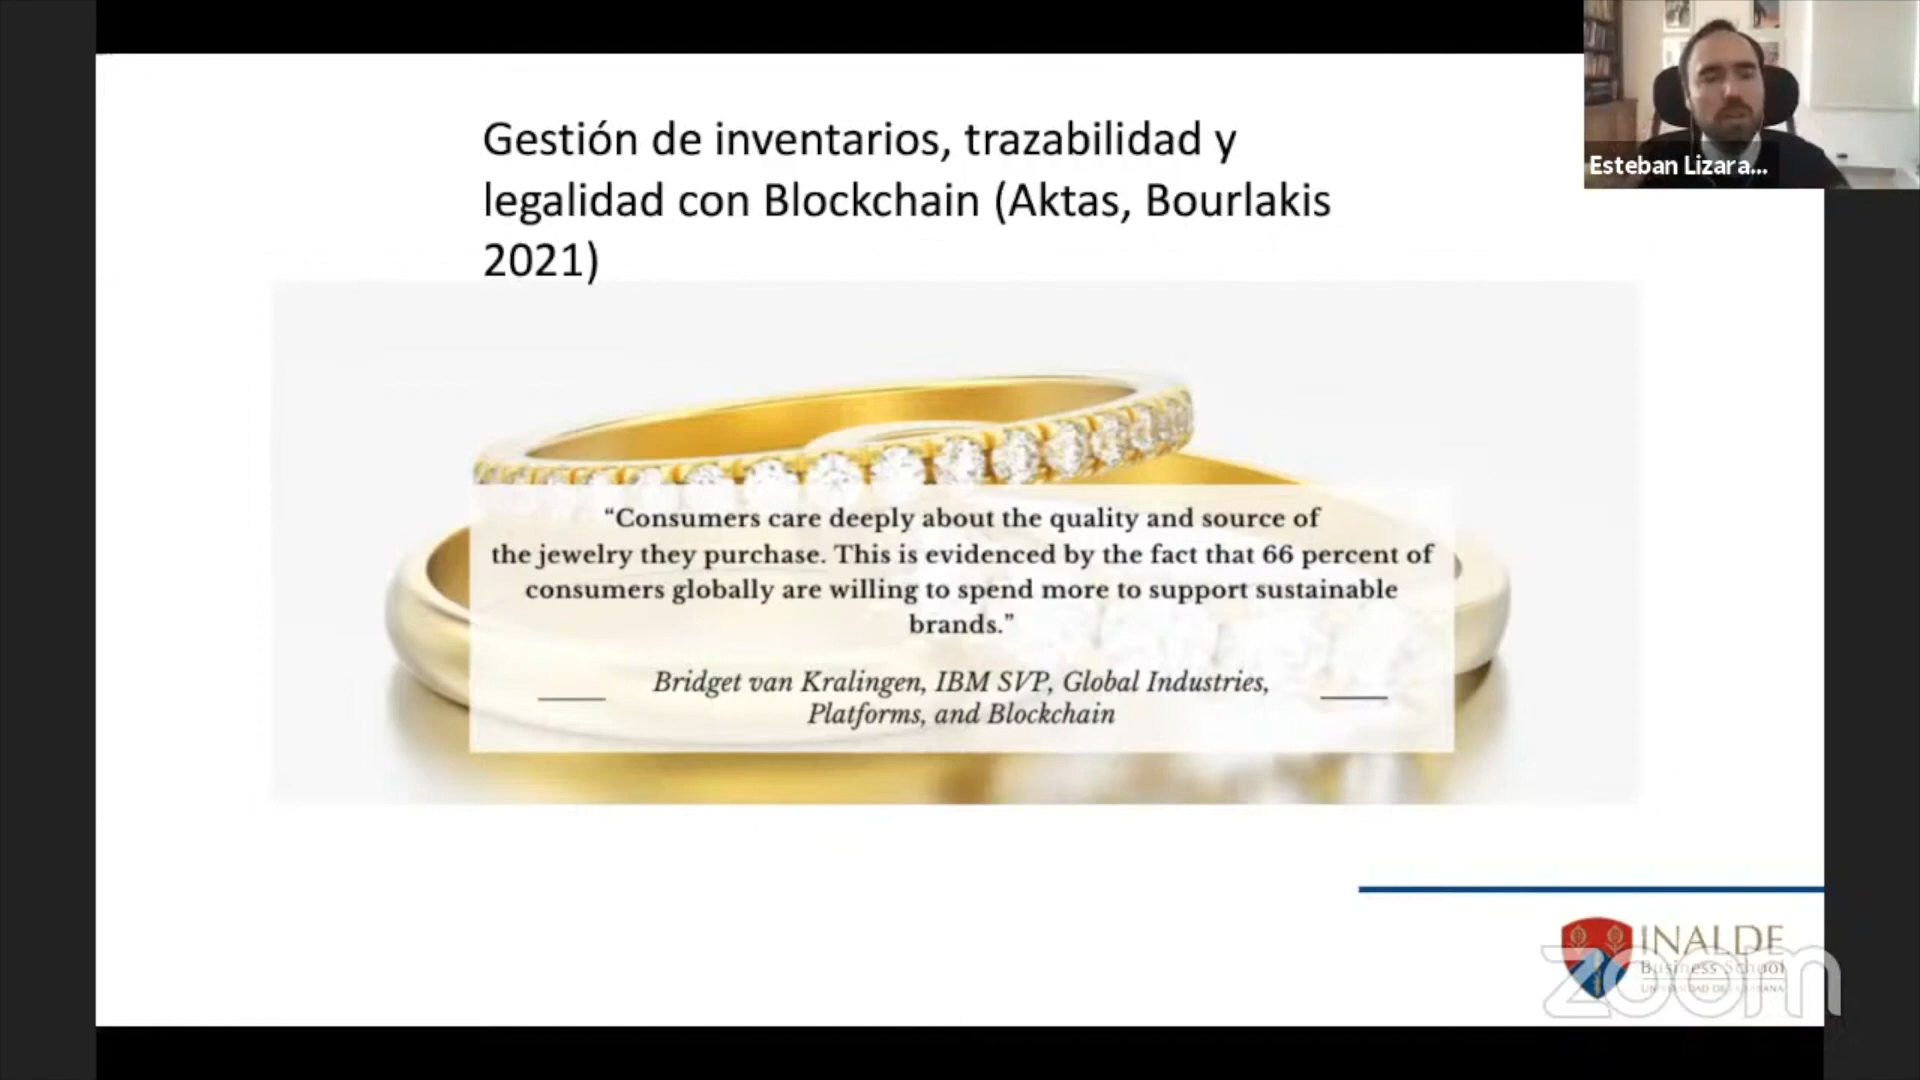 Gestión de inventarios, trazabilidad y
legalidad con Blockchain (Aktas, Bourlakis
2021)
Esteban Lizara...
“Consumers care deeply about the quality and source of
the jewelry they purchase. This is evidenced by the fact that 66 percent of
consumers globally are willing to spend more to support sustainable
brands.”
Bridget van Kralingen, IBM SVP, Global Industries,
Platforms, and Blockchain
INALDE
Business School
zoom